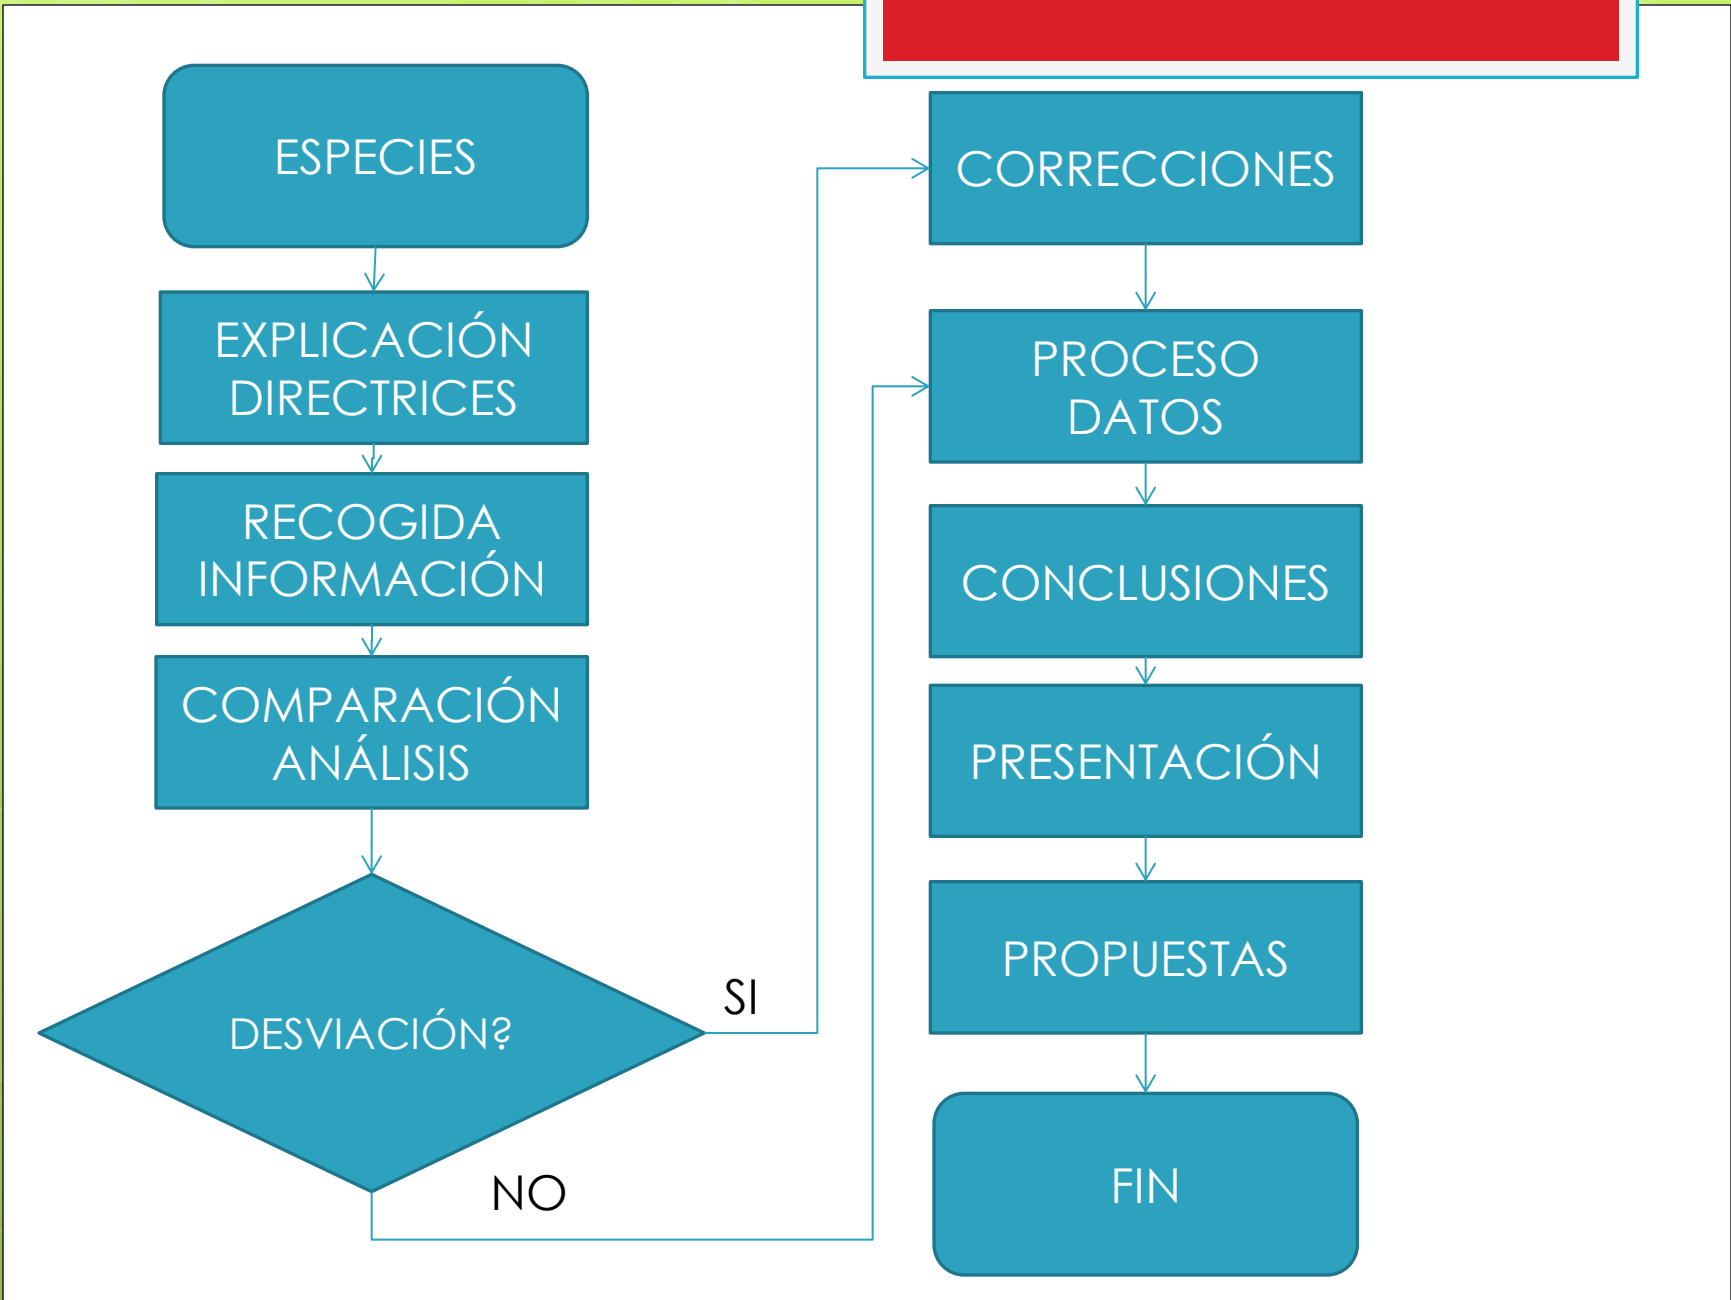 ESPECIES
EXPLICACIÓN
DIRECTRICES
RECOGIDA
INFORMACIÓN
COMPARACIÓN
ANÁLISIS
DESVIACIÓN?
SI
NO
CORRECCIONES
PROCESO
DATOS
CONCLUSIONES
PRESENTACIÓN
PROPUESTAS
FIN